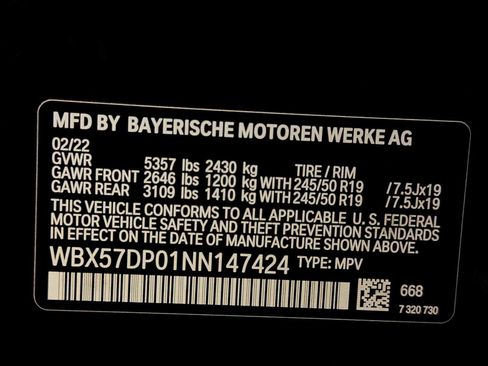 MFD BY BAYERISCHE MOTOREN WERKE AG
02/22
GVWR 5357 lbs 2430 kg TIRE / RIM
GAWR FRONT 2646 lbs 1200 kg WITH 245/50 R19 /7.5Jx19
GAWR REAR 3109 lbs 1410 kg WITH 245/50 R19 /7.5Jx19
THIS VEHICLE CONFORMS TO ALL APPLICABLE U. S. FEDERAL
MOTOR VEHICLE SAFETY AND THEFT PREVENTION STANDARDS
IN EFFECT ON THE DATE OF MANUFACTURE SHOWN ABOVE.
WBX57DP01NN147424 TYPE: MPV
668
7 320 730